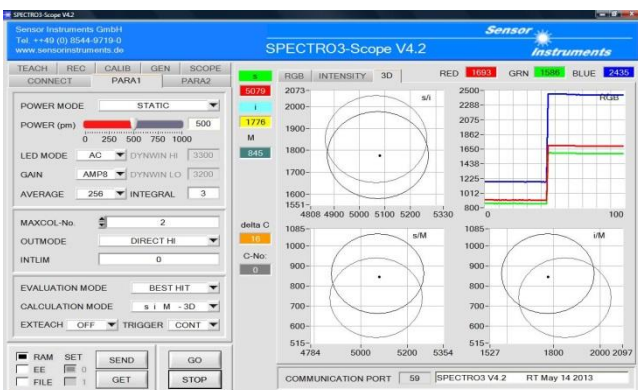 SPECTRO3-Scope V4.2
Sensor Instruments GmbH
Tel. ++49 (0) 8544-9719-0
www.sensorinstruments.de
SPECTRO3-Scope V4.2
Sensor
Instruments
TEACH REC CALIB GEN SCOPE
CONNECT PARA1 PARA2
POWER MODE STATIC
POWER (pm) 500
0 250 500 750 1000
LED MODE AC DYNWIN HI 3300
GAIN AMP8 DYNWIN LO 3200
AVERAGE 256 INTEGRAL 3
MAXCOL-No. 2
OUTMODE DIRECT HI
INTLIM 0
EVALUATION MODE BEST HIT
CALCULATION MODE s i M - 3D
EXTEACH OFF TRIGGER CONT
RAM SET
EE 0
FILE 1
SEND GO
GET STOP
s
5079
i
1776
M
845
delta C
16
C-No:
0
RGB INTENSITY 3D
RED 1693 GRN 1586 BLUE 2435
s/i
2073
2000
1900
1800
1700
1600
1551
4808 4900 5000 5100 5200 5330
RGB
2500
2288
2075
1862
1650
1438
1225
1012
800
0 100
s/M
1085
1000
900
800
700
600
515
4784 5000 5200 5354
i/M
1085
1000
900
800
700
600
515
1527 1800 2000 2097
COMMUNICATION PORT 59 SPECTRO3 V4.2 RT May 14 2013